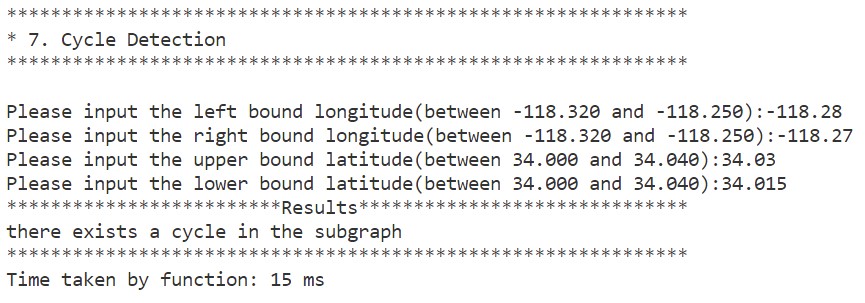 **************************************************************
* 7. Cycle Detection
**************************************************************
Please input the left bound longitude(between -118.320 and -118.250):-118.28
Please input the right bound longitude(between -118.320 and -118.250):-118.27
Please input the upper bound latitude(between 34.000 and 34.040):34.03
Please input the lower bound latitude(between 34.000 and 34.040):34.015
*************************Results******************************
there exists a cycle in the subgraph
**************************************************************
Time taken by function: 15 ms